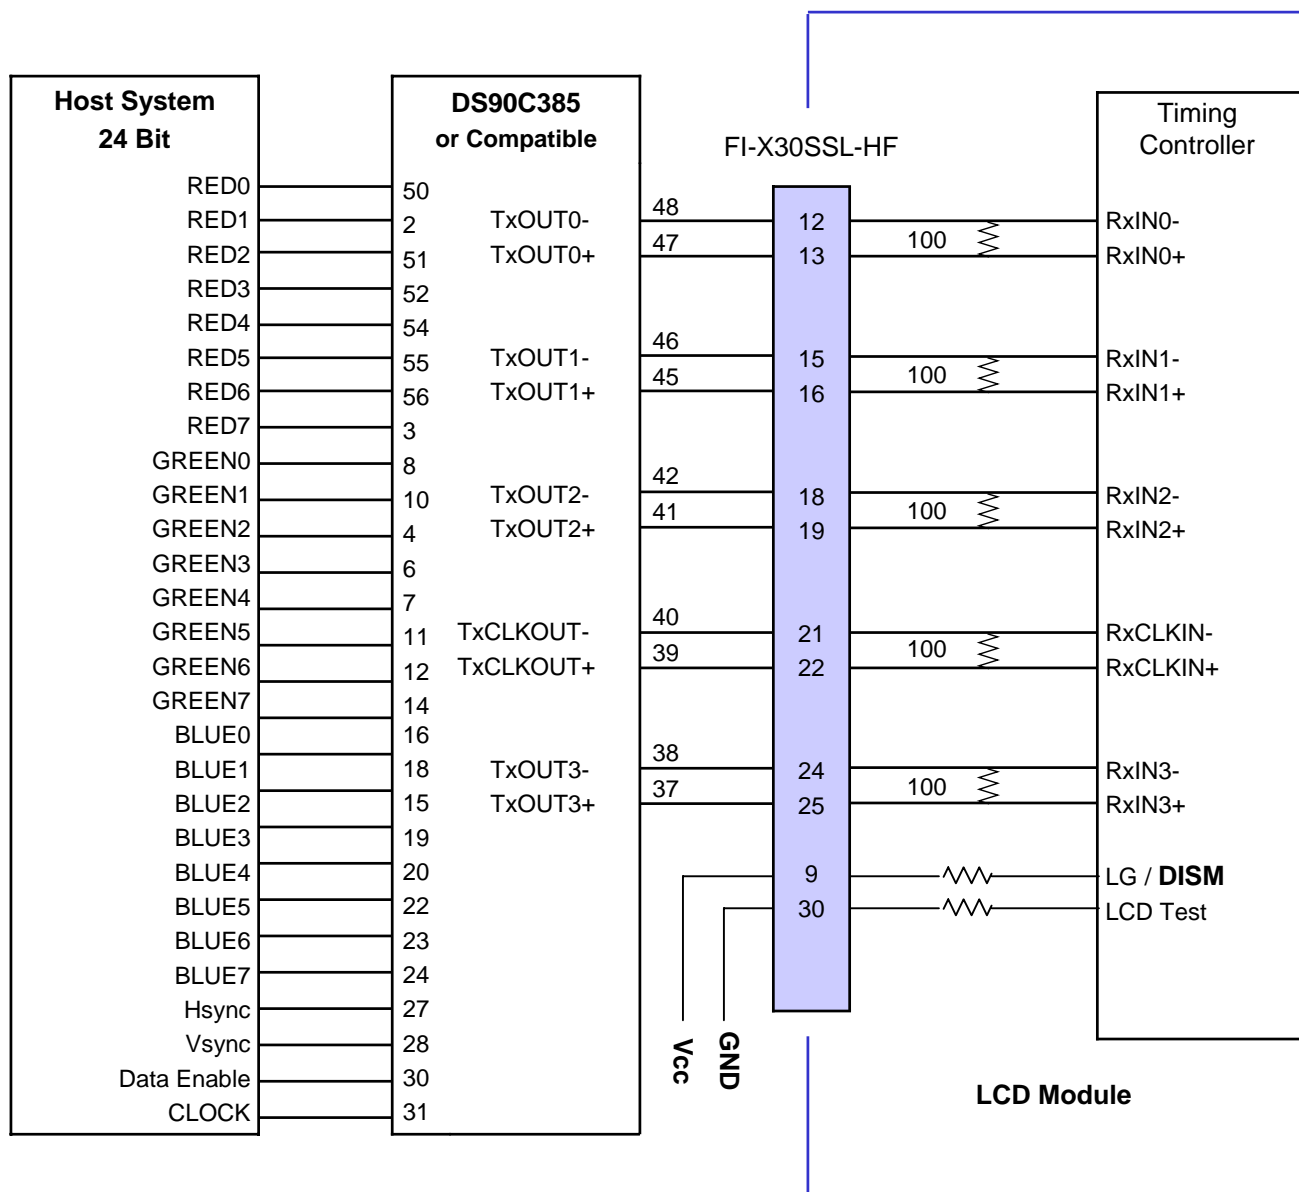 Host System
24 Bit
RED0
RED1
RED2
RED3
RED4
RED5
RED6
RED7
GREEN0
GREEN1
GREEN2
GREEN3
GREEN4
GREEN5
GREEN6
GREEN7
BLUE0
BLUE1
BLUE2
BLUE3
BLUE4
BLUE5
BLUE6
BLUE7
Hsync
Vsync
Data Enable
CLOCK
DS90C385
or Compatible
50
2
51
52
54
55
56
3
8
10
4
6
7
11
12
14
16
18
15
19
20
22
23
24
27
28
30
31
TxOUT0-
TxOUT0+
TxOUT1-
TxOUT1+
TxOUT2-
TxOUT2+
TxCLKOUT-
TxCLKOUT+
TxOUT3-
TxOUT3+
48
47
46
45
42
41
40
39
38
37
Vcc
GND
FI-X30SSL-HF
12
13
15
16
18
19
21
22
24
25
9
30
100
100
100
100
100
Timing
Controller
RxIN0-
RxIN0+
RxIN1-
RxIN1+
RxIN2-
RxIN2+
RxCLKIN-
RxCLKIN+
RxIN3-
RxIN3+
LG / DISM
LCD Test
LCD Module